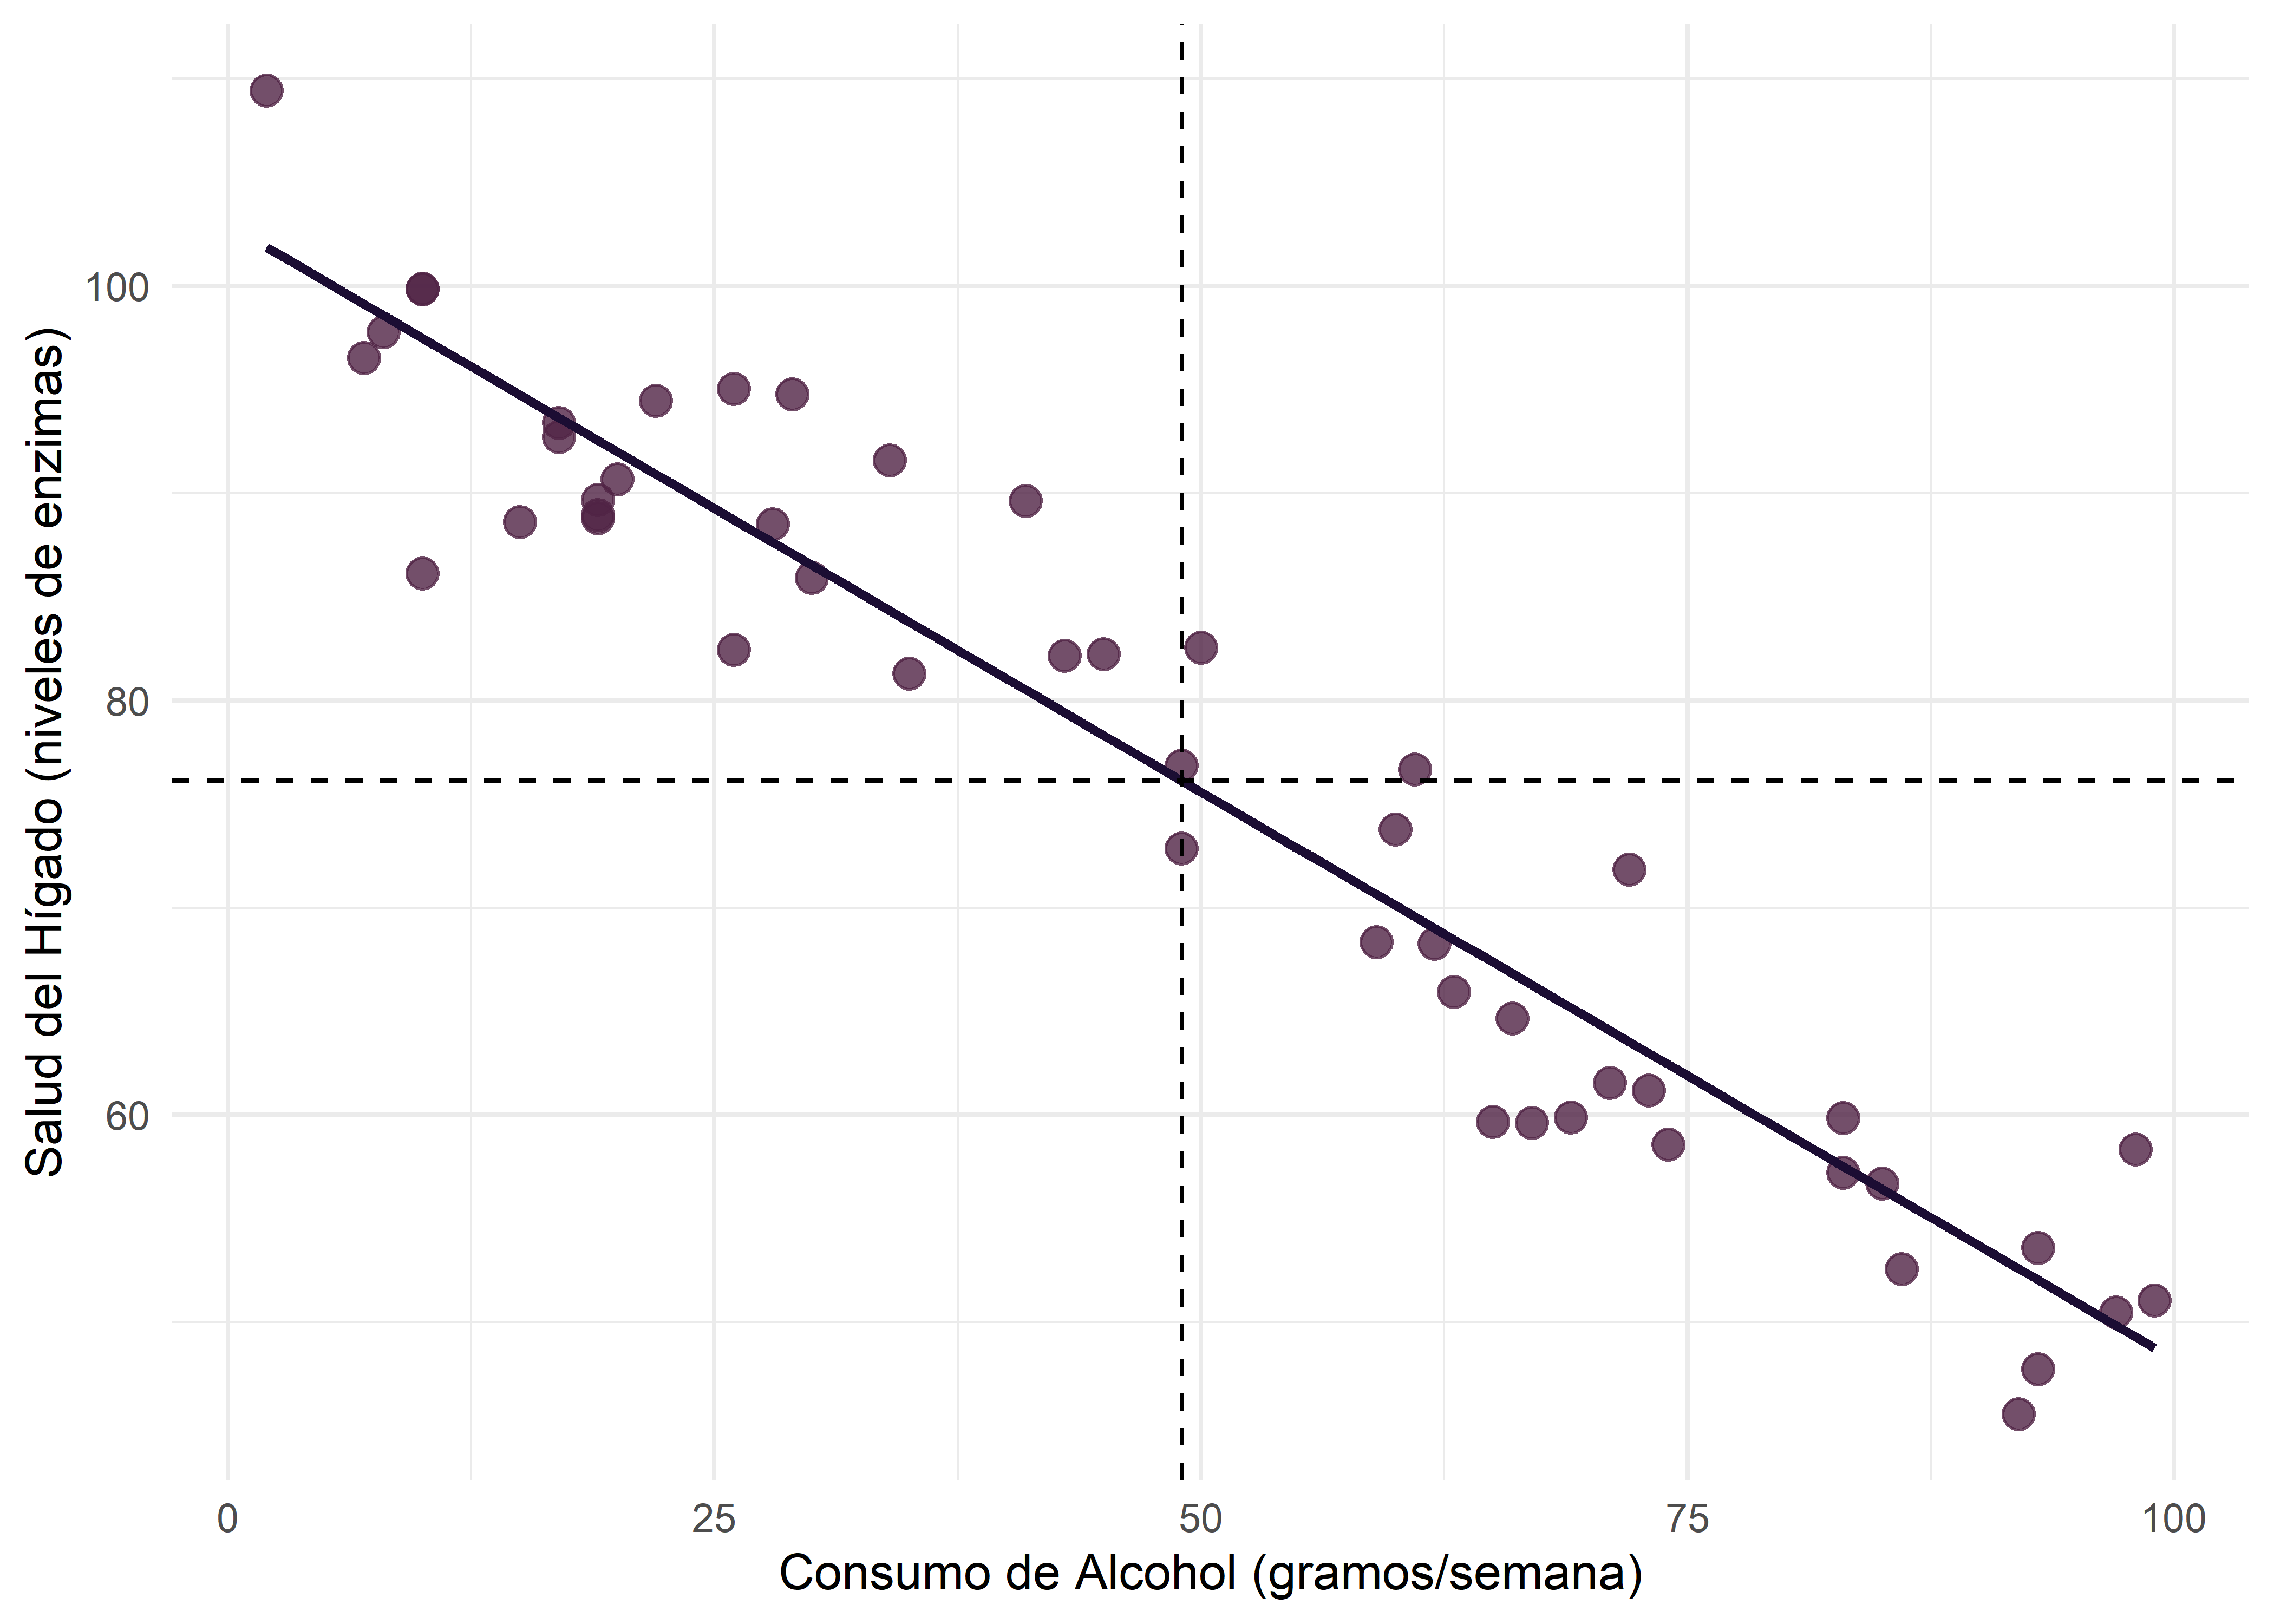 Salud del Hígado (niveles de enzimas)
100
80
60
0 25 50 75 100
Consumo de Alcohol (gramos/semana)